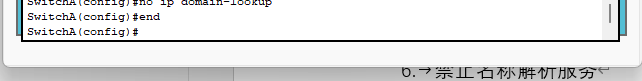 SwitchA(config)#no ip domain-lookup
SwitchA(config)#end
SwitchA(config)#
6.→禁止名称解析服务↵